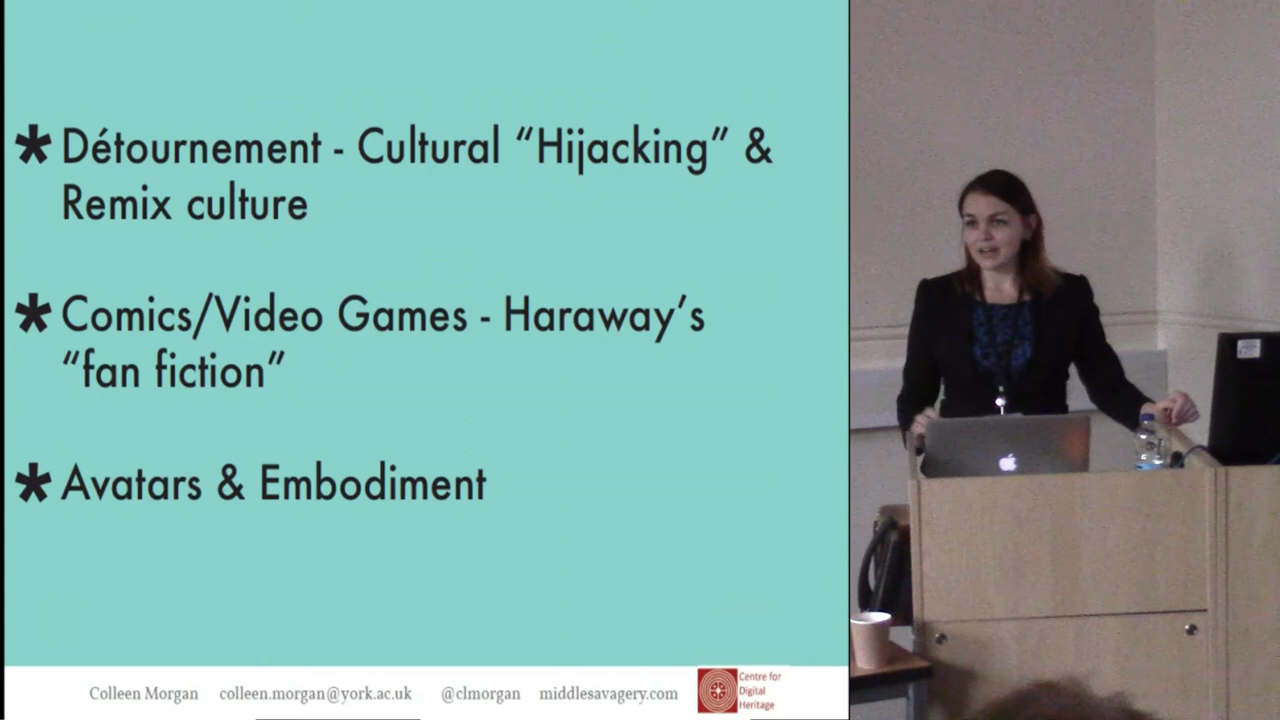 * Détournement - Cultural “Hijacking” &
Remix culture
* Comics/Video Games - Haraway’s
“fan fiction”
* Avatars & Embodiment
Colleen Morgan colleen.morgan@york.ac.uk @clmorgan middlesavagery.com
Centre for
Digital
Heritage